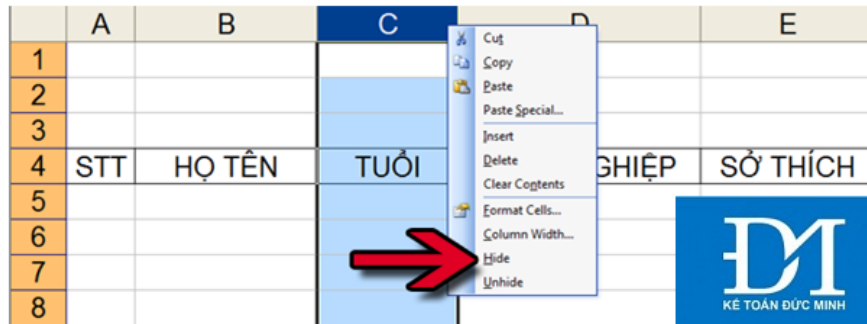 A B C D E
1
Cut
Copy
2
Paste
Paste Special...
3
Insert
4 STT HỌ TÊN TUỔI GHIỆP SỞ THÍCH
Delete
Clear Contents
5
Format Cells...
6
Column Width...
7
Hide
Unhide
8
ĐM
KẾ TOÁN ĐỨC MINH